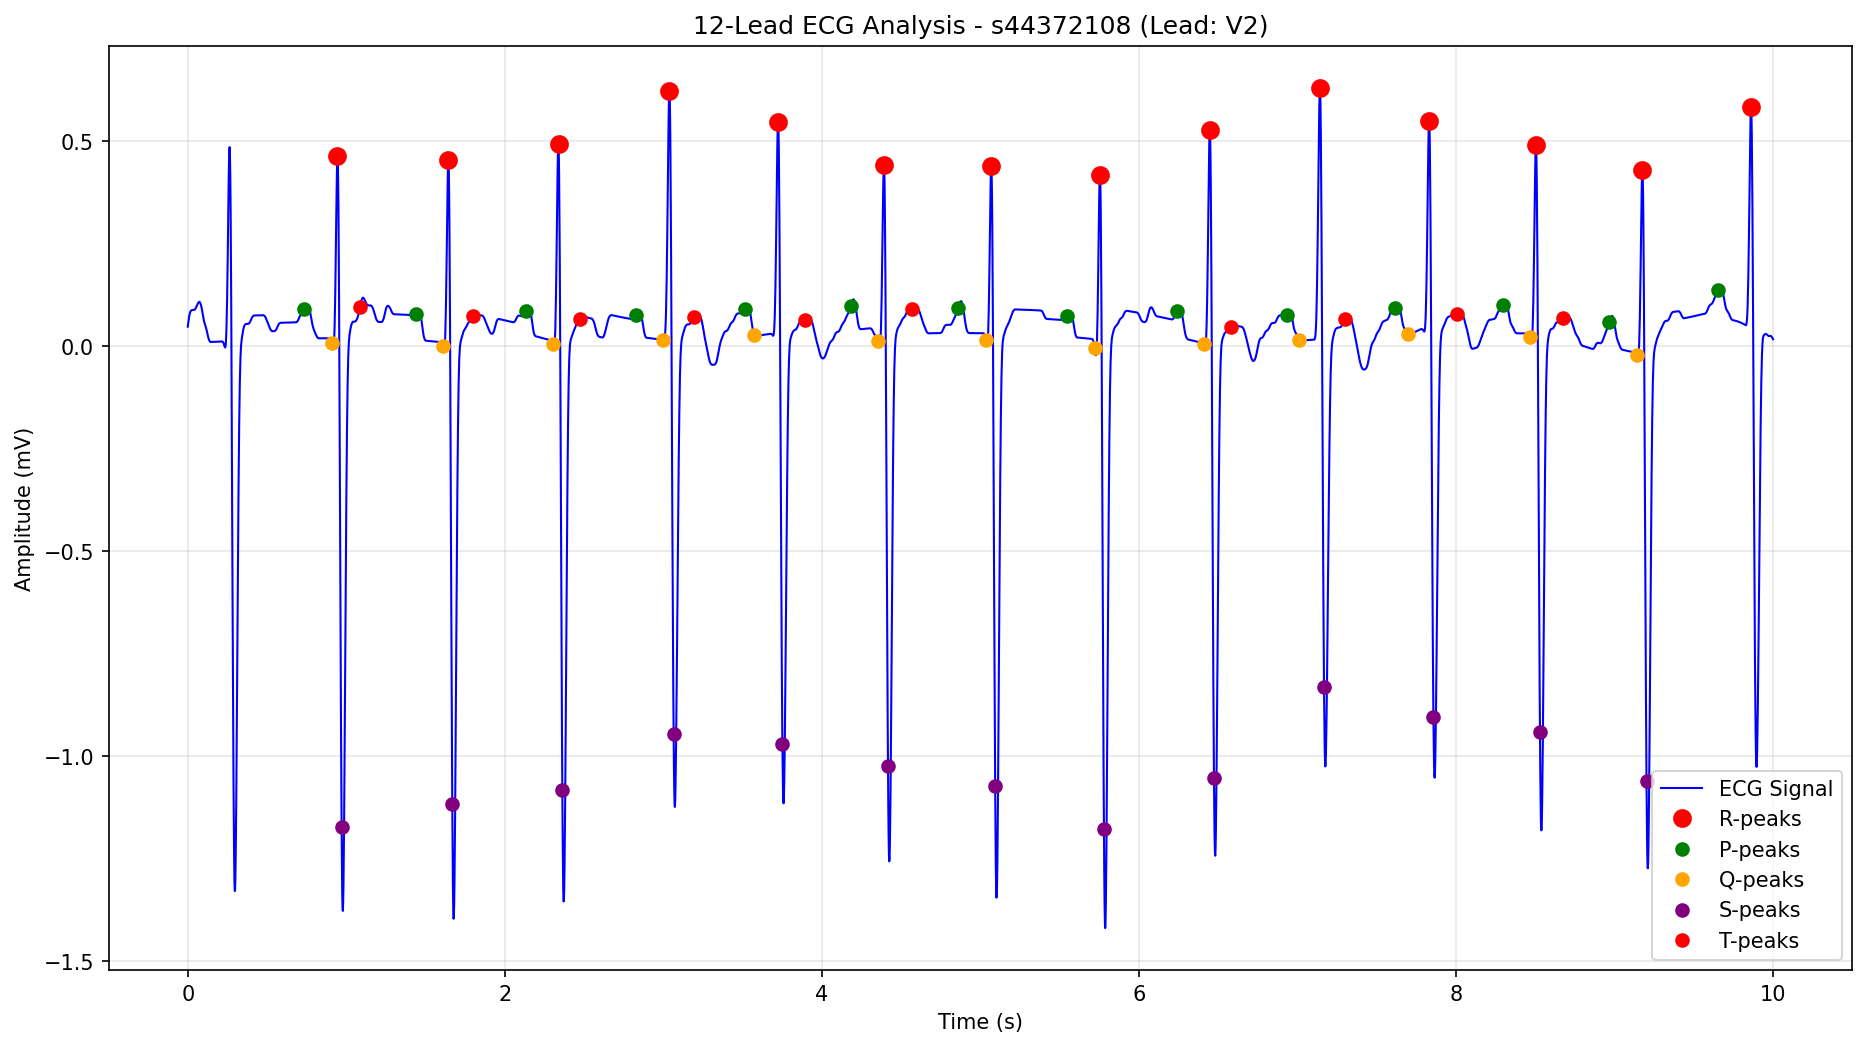 12-Lead ECG Analysis - s44372108 (Lead: V2)
Amplitude (mV)
0.5
0.0
−0.5
−1.0
−1.5
ECG Signal
R-peaks
P-peaks
Q-peaks
S-peaks
T-peaks
0 2 4 6 8 10
Time (s)